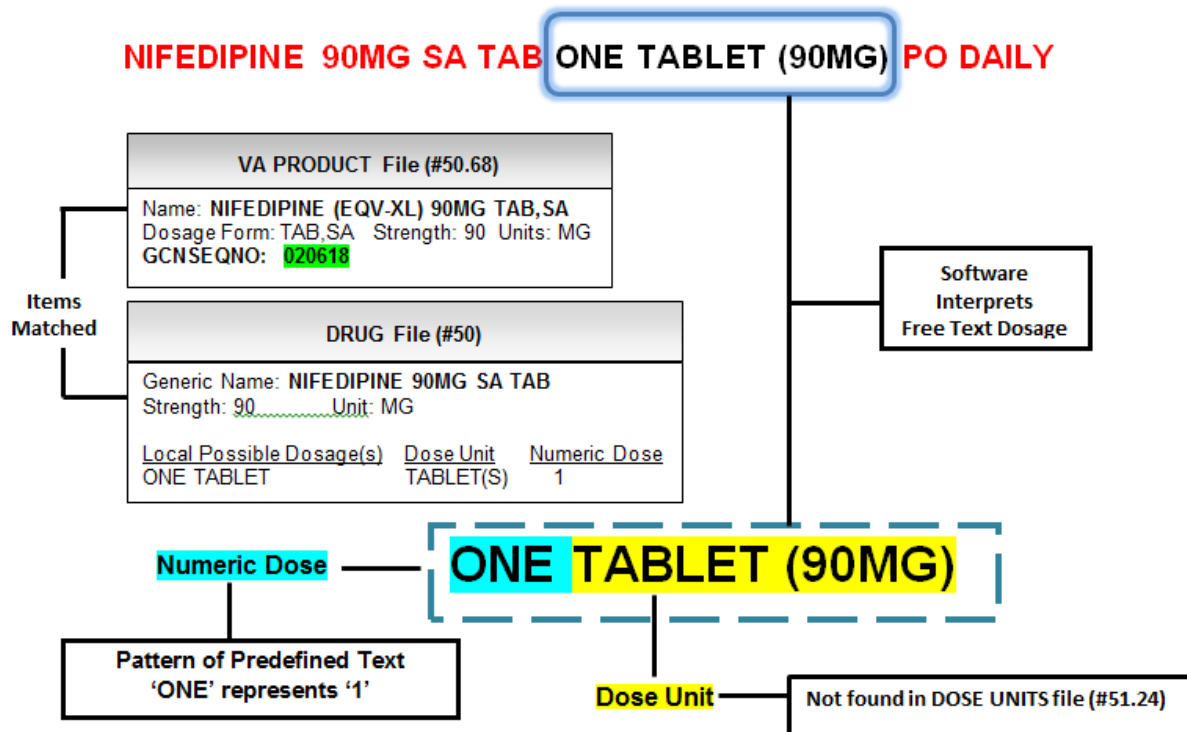 NIFEDIPINE 90MG SA TAB ONE TABLET (90MG) PO DAILY
VA PRODUCT File (#50.68)
Name: NIFEDIPINE (EQV-XL) 90MG TAB,SA
Dosage Form: TAB,SA Strength: 90 Units: MG
GCNSEQNO: 020618
Items
Matched
DRUG File (#50)
Generic Name: NIFEDIPINE 90MG SA TAB
Strength: 90 Unit: MG
Local Possible Dosage(s) Dose Unit Numeric Dose
ONE TABLET TABLET(S) 1
Software
Interprets
Free Text Dosage
ONE TABLET (90MG)
Numeric Dose
Pattern of Predefined Text
‘ONE’ represents ‘1’
Dose Unit
Not found in DOSE UNITS file (#51.24)